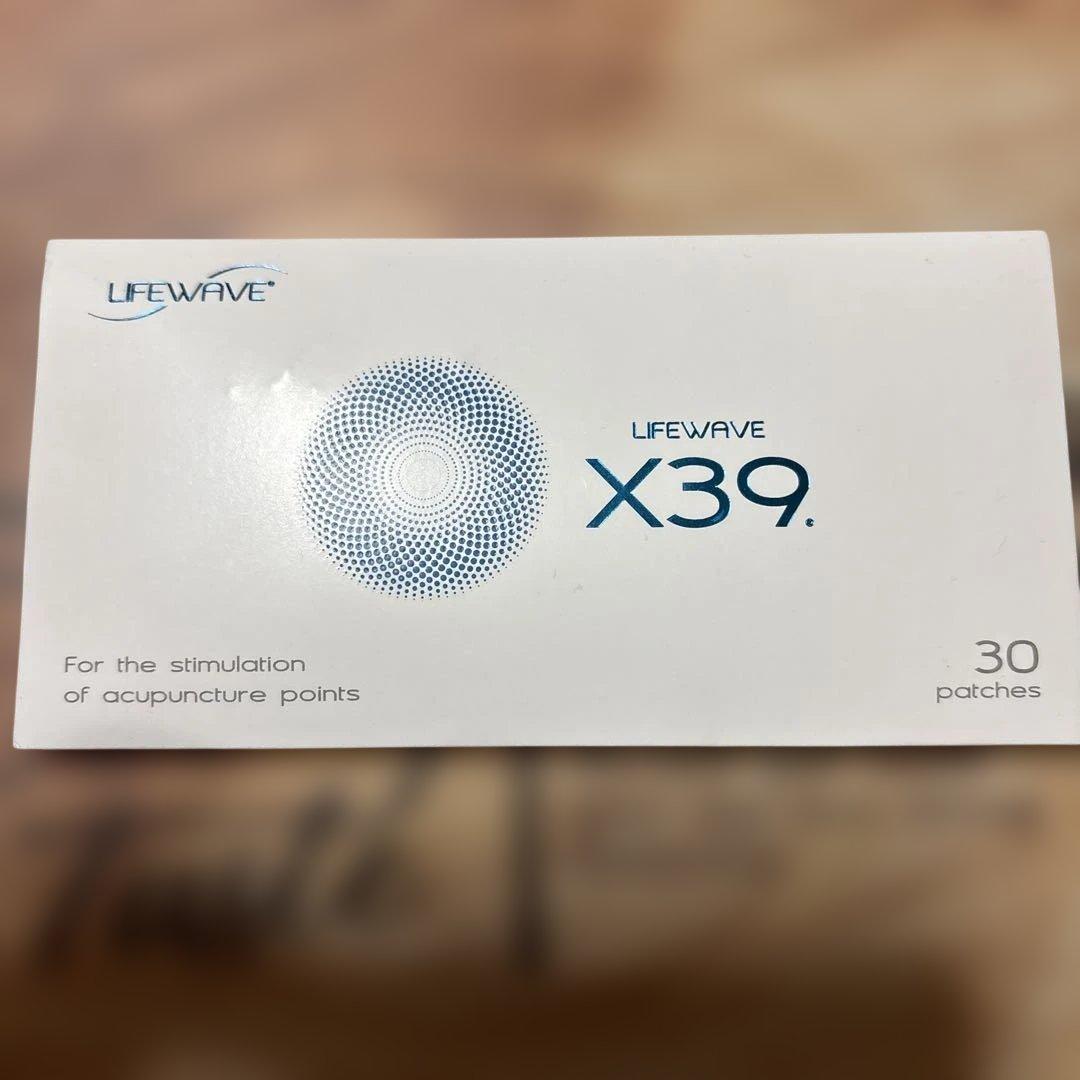 LIFEWAVE®
LIFEWAVE
X39
For the stimulation
of acupuncture points
30
patches